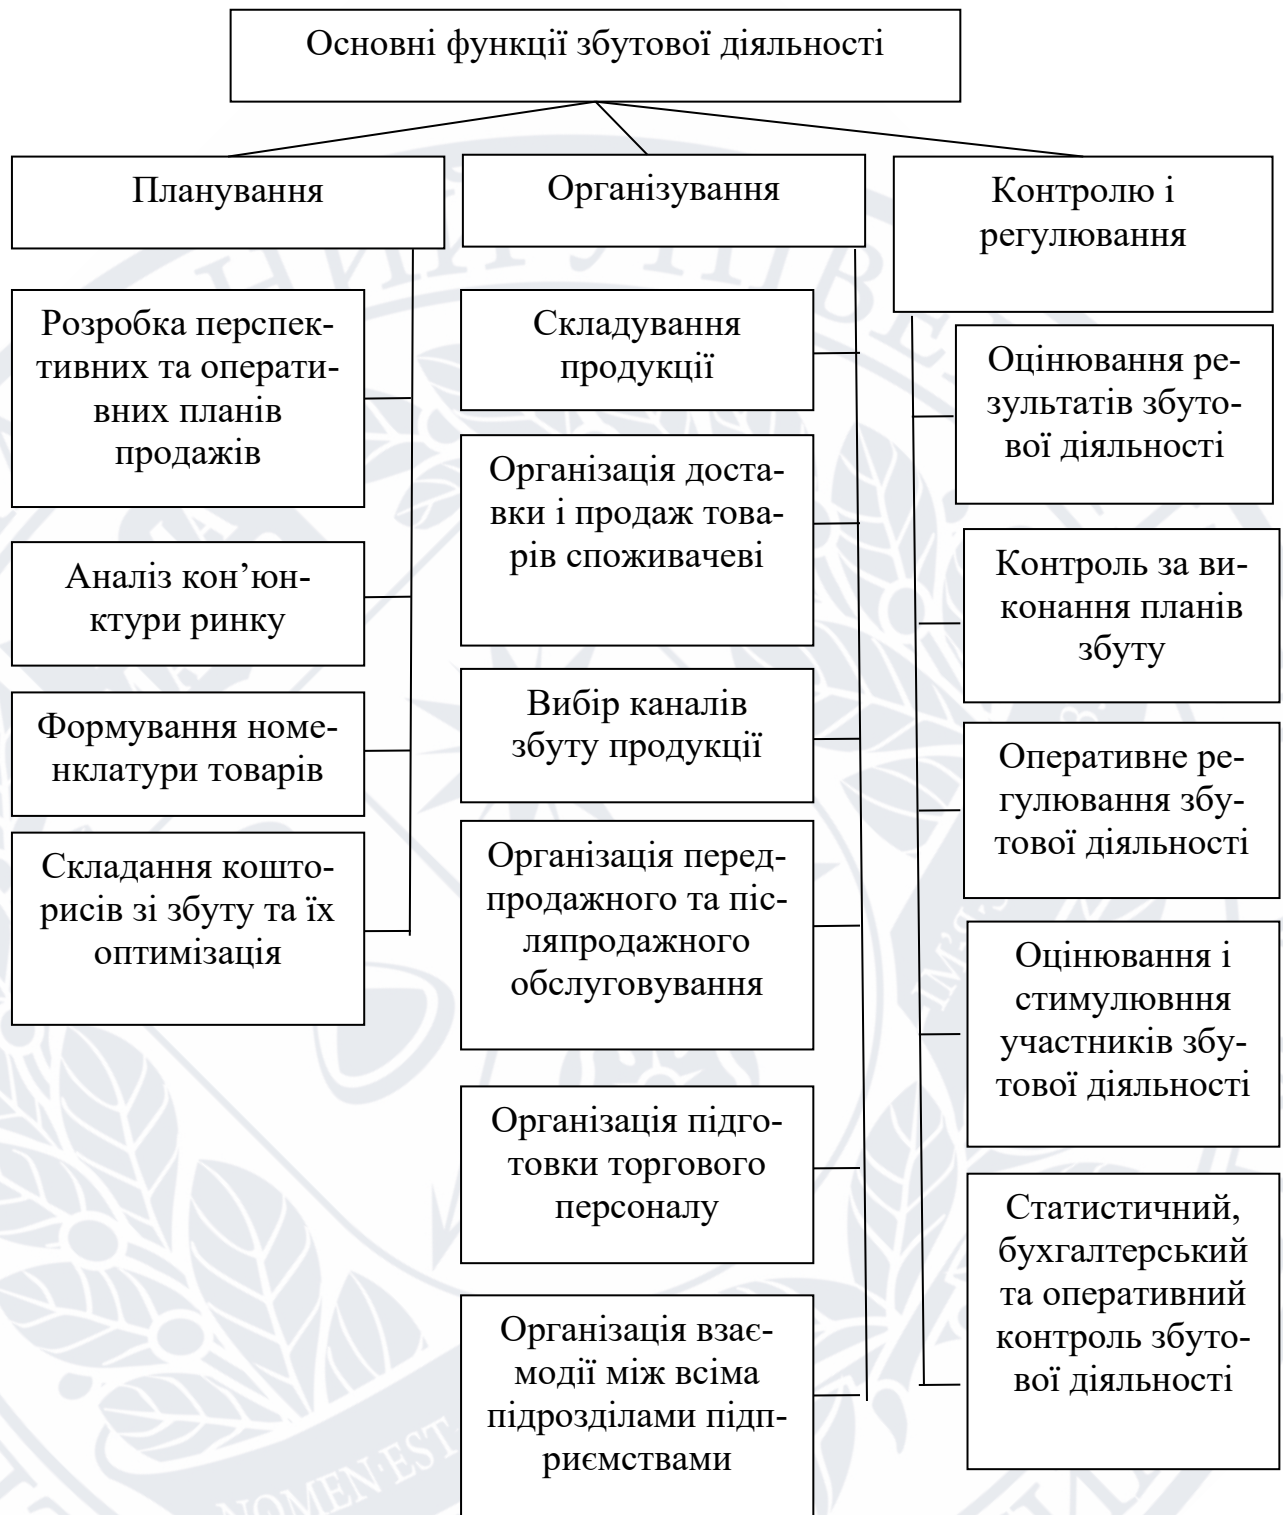 Основні функції збутової діяльності
Планування
Розробка перспек-
тивних та операти-
вних планів
продажів
Аналіз кон’юн-
ктури ринку
Формування номе-
нклатури товарів
Складання кошто-
рисів зі збуту та їх
оптимізація
Організування
Складування
продукції
Організація доста-
вки і продаж това-
рів споживачеві
Вибір каналів
збуту продукції
Організація перед-
продажного та піс-
ляпродажного
обслуговування
Організація підго-
товки торгового
персоналу
Організація взає-
модії між всіма
підрозділами підп-
риємствами
Контролю і
регулювання
Оцінювання ре-
зультатів збуто-
вої діяльності
Контроль за ви-
конання планів
збуту
Оперативне ре-
гулювання збу-
тової діяльності
Оцінювання і
стимулювння
участників збу-
тової діяльності
Статистичний,
бухгалтерський
та оперативний
контроль збуто-
вої діяльності
NOMEN·EST